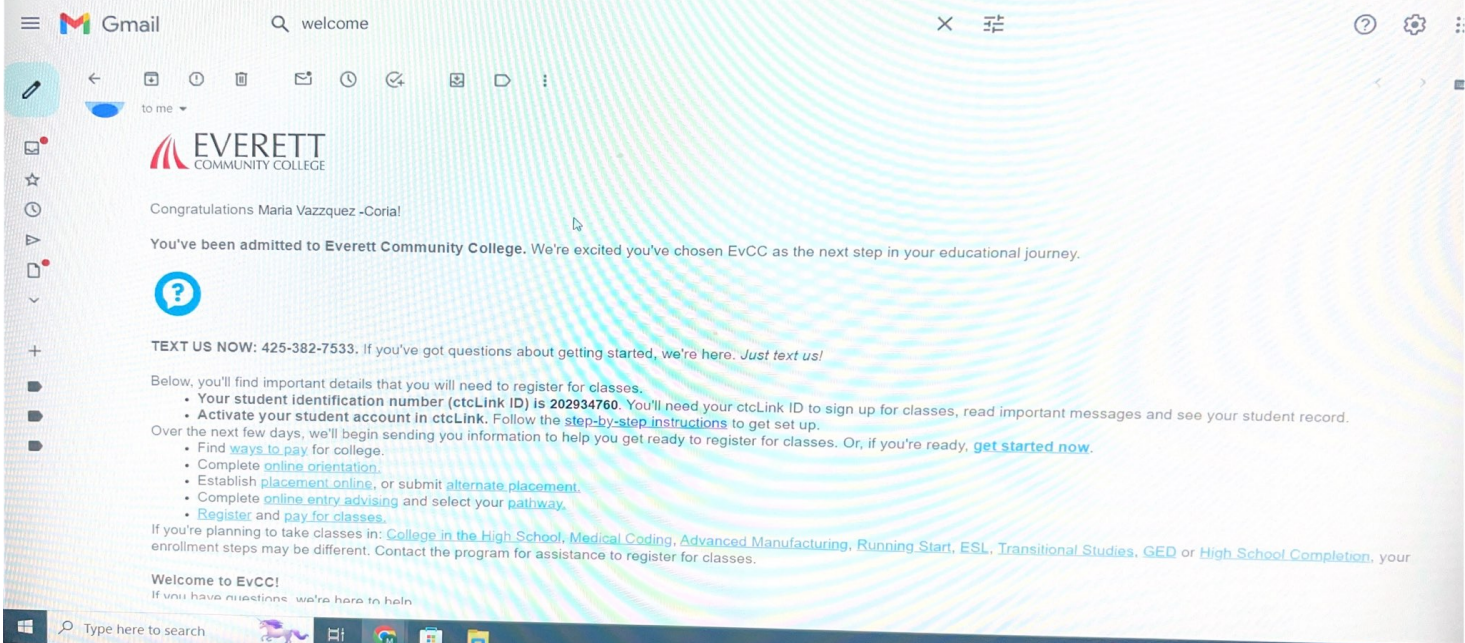 Gmail
welcome
to me
EVERETT
COMMUNITY COLLEGE
Congratulations Maria Vazzquez -Coria!
You've been admitted to Everett Community College. We're excited you've chosen EvCC as the next step in your educational journey.
?
TEXT US NOW: 425-382-7533. If you've got questions about getting started, we're here. Just text us!
Below, you'll find important details that you will need to register for classes.
• Your student identification number (ctcLink ID) is 202934760. You'll need your ctcLink ID to sign up for classes, read important messages and see your student record.
• Activate your student account in ctcLink. Follow the step-by-step instructions to get set up.
Over the next few days, we'll begin sending you information to help you get ready to register for classes. Or, if you're ready, get started now.
• Find ways to pay for college.
• Complete online orientation.
• Establish placement online, or submit alternate placement.
• Complete online entry advising and select your pathway.
• Register and pay for classes.
If you're planning to take classes in: College in the High School, Medical Coding, Advanced Manufacturing, Running Start, ESL, Transitional Studies, GED or High School Completion, your
enrollment steps may be different. Contact the program for assistance to register for classes.
Welcome to EvCC!
If you have questions, we're here to help
Type here to search